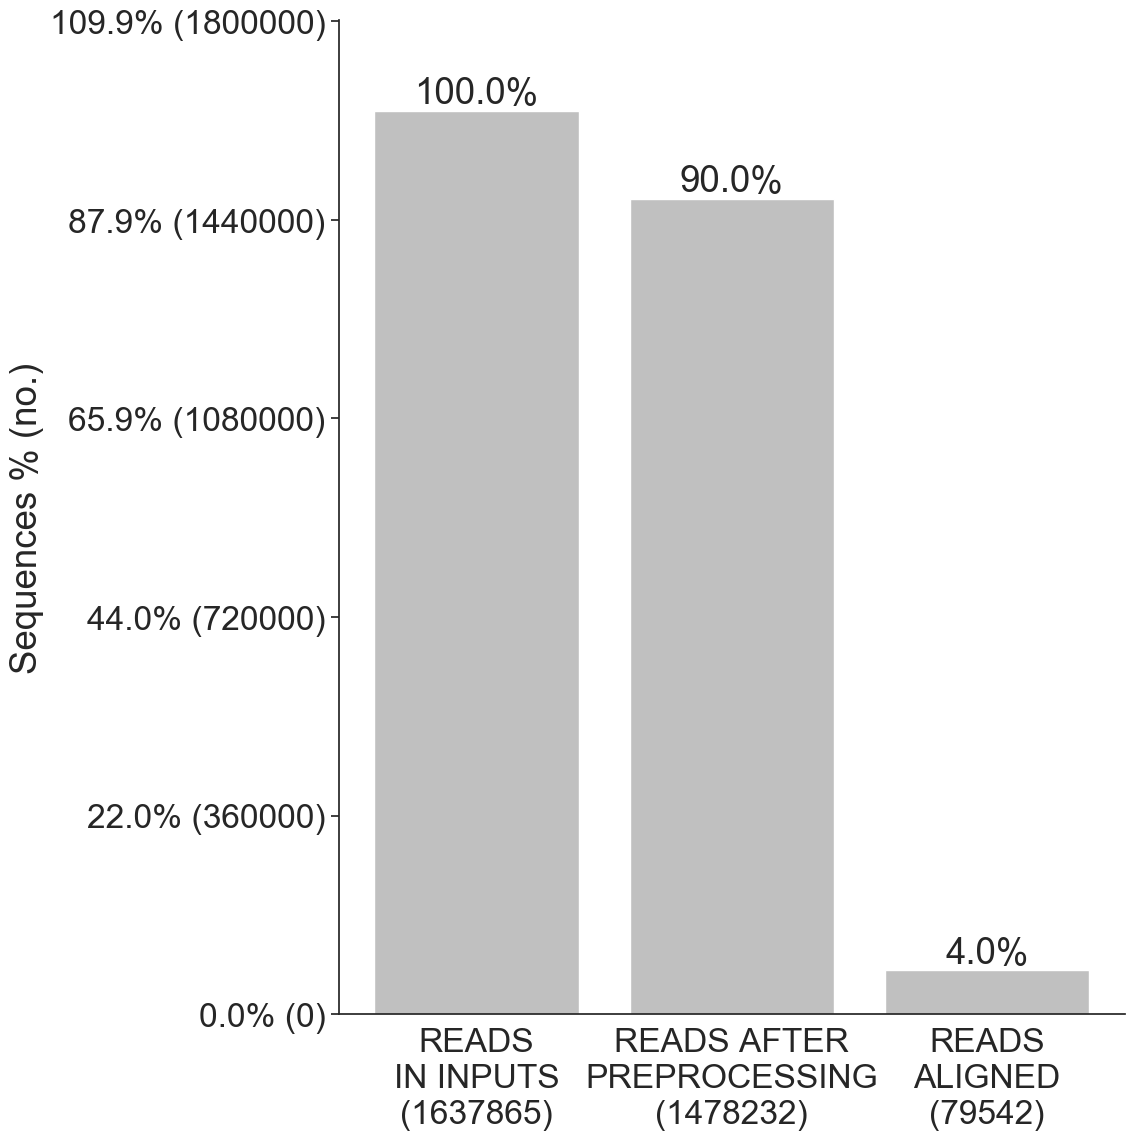 Sequences % (no.)
109.9% (1800000)
87.9% (1440000)
65.9% (1080000)
44.0% (720000)
22.0% (360000)
0.0% (0)
100.0%
90.0%
4.0%
READS
IN INPUTS
(1637865)
READS AFTER
PREPROCESSING
(1478232)
READS
ALIGNED
(79542)